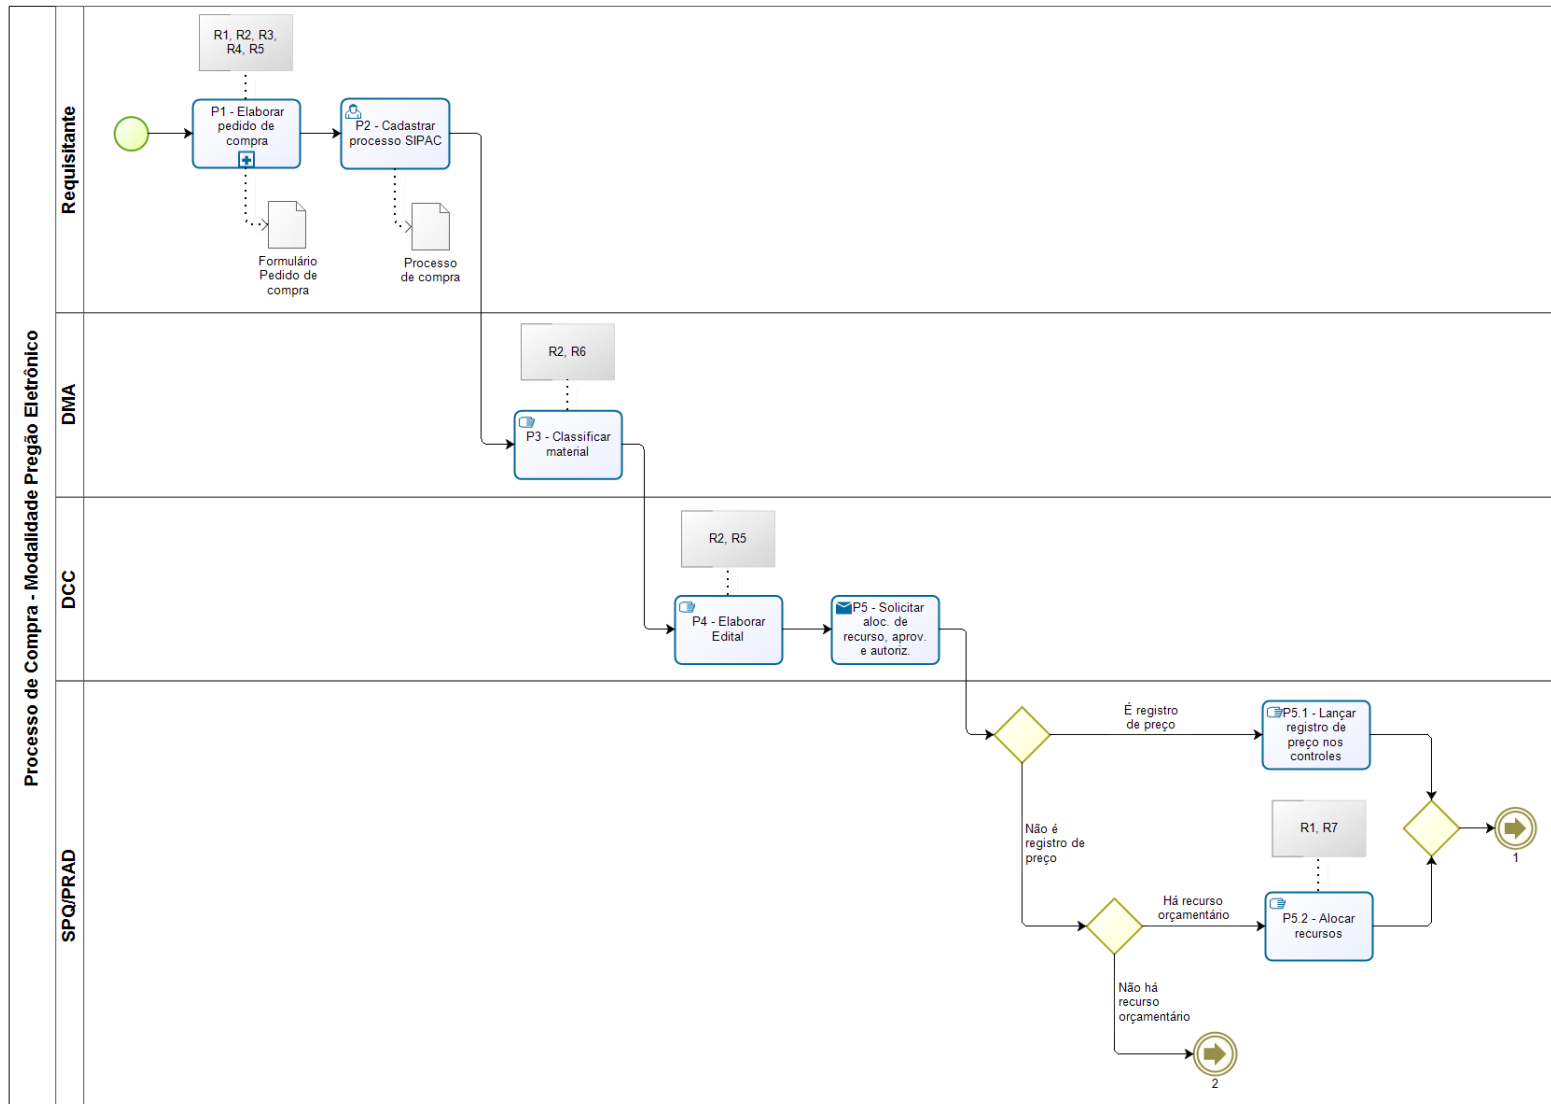 Processo de Compra - Modalidade Pregão Eletrônico
Requisitante
R1, R2, R3,
R4, R5
P1 - Elaborar
pedido de
compra
P2 - Cadastrar
processo SIPAC
Formulário
Pedido de
compra
Processo
de compra
DMA
R2, R6
P3 - Classificar
material
DCC
R2, R5
P4 - Elaborar
Edital
P5 - Solicitar
aloc. de
recurso, aprov.
e autoriz.
SPO/PRAD
É registro
de preço
P5.1 - Lançar
registro de
preço nos
controles
Não é
registro de
preço
R1, R7
1
Há recurso
orçamentário
P5.2 - Alocar
recursos
Não há
recurso
orçamentário
2